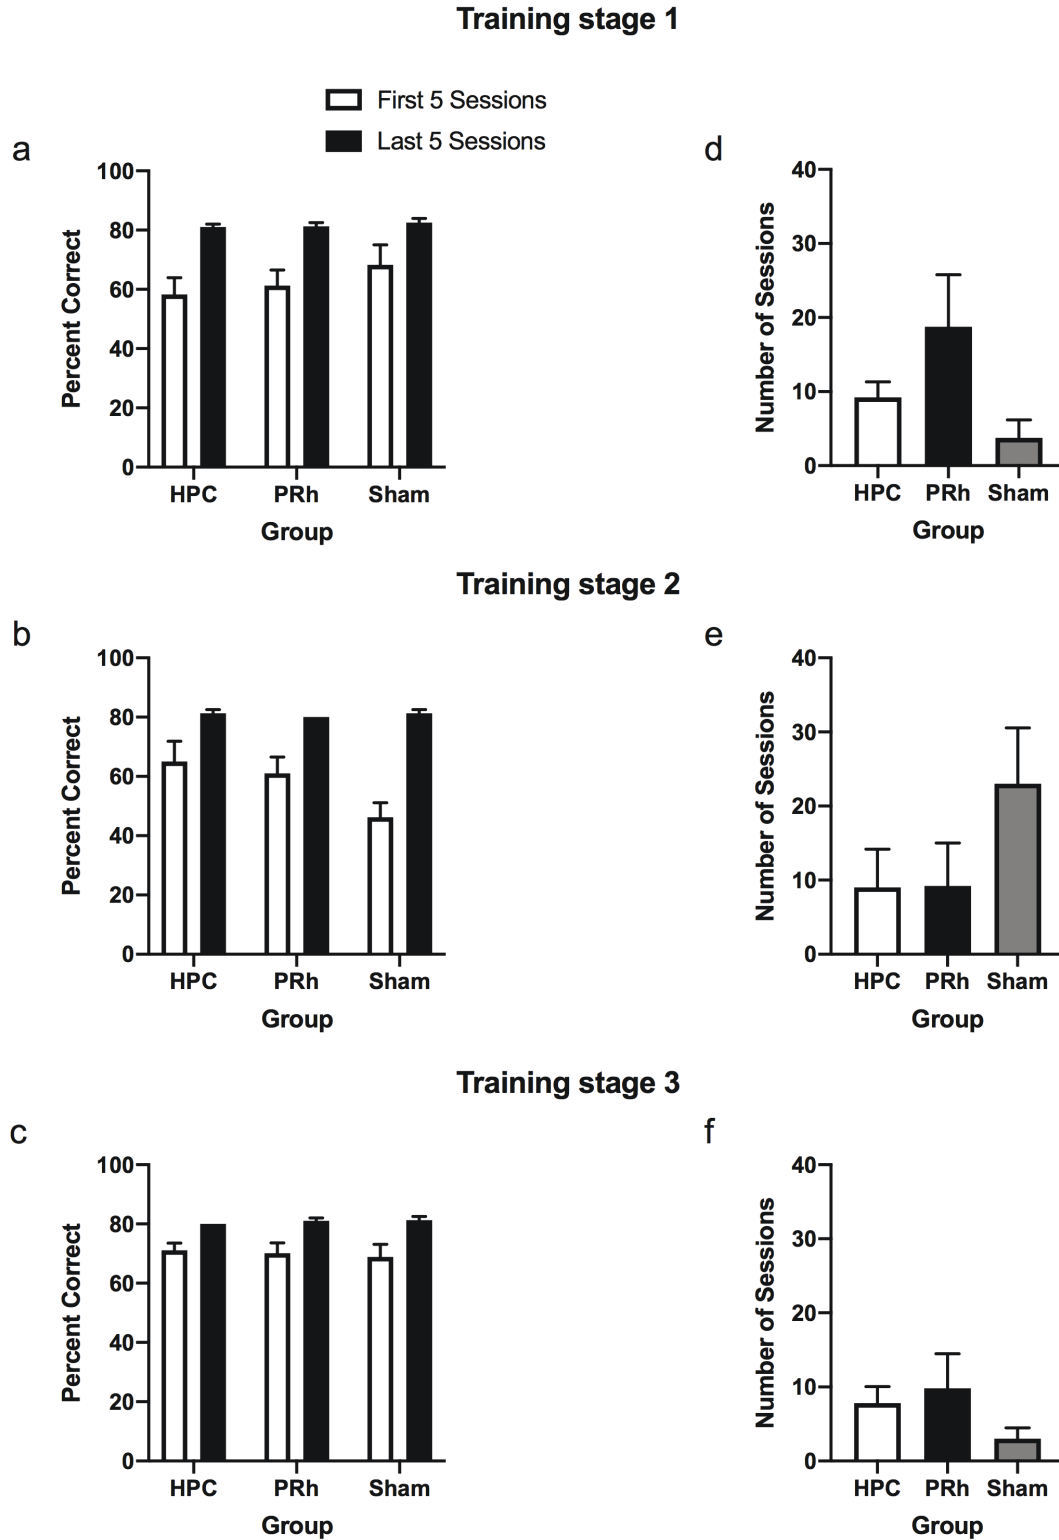 Training stage 1
First 5 Sessions
Last 5 Sessions
a
100
80
60
40
20
0
Percent Correct
HPC PRh Sham
Group
d
40
30
20
10
0
Number of Sessions
HPC PRh Sham
Group
Training stage 2
b
100
80
60
40
20
0
Percent Correct
HPC PRh Sham
Group
e
40
30
20
10
0
Number of Sessions
HPC PRh Sham
Group
Training stage 3
c
100
80
60
40
20
0
Percent Correct
HPC PRh Sham
Group
f
40
30
20
10
0
Number of Sessions
HPC PRh Sham
Group